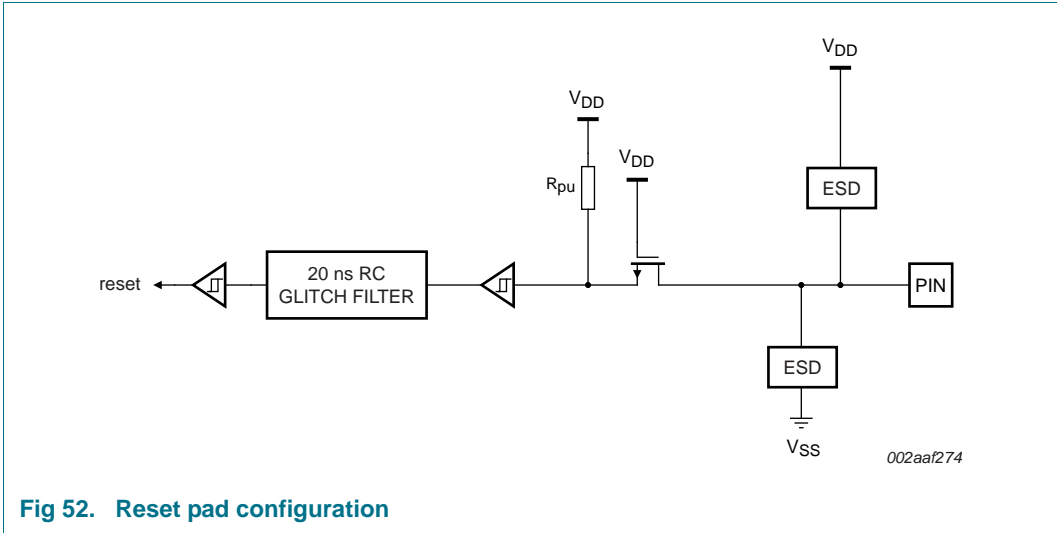 VDD
VDD
VDD
Rpu
ESD
reset
20 ns RC
GLITCH FILTER
PIN
ESD
VSS
002aaf274
Fig 52. Reset pad configuration